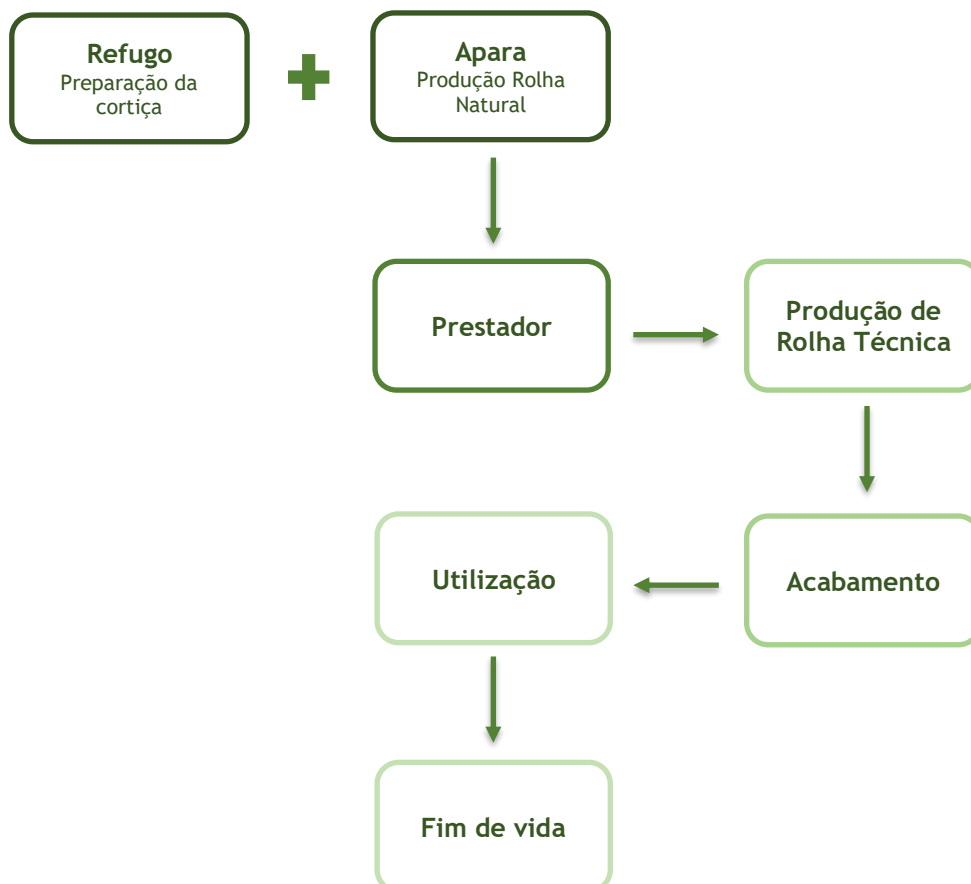 Refugo
Preparação da
cortiça
Apara
Produção Rolha
Natural
Prestador
Produção de
Rolha Técnica
Utilização
Acabamento
Fim de vida